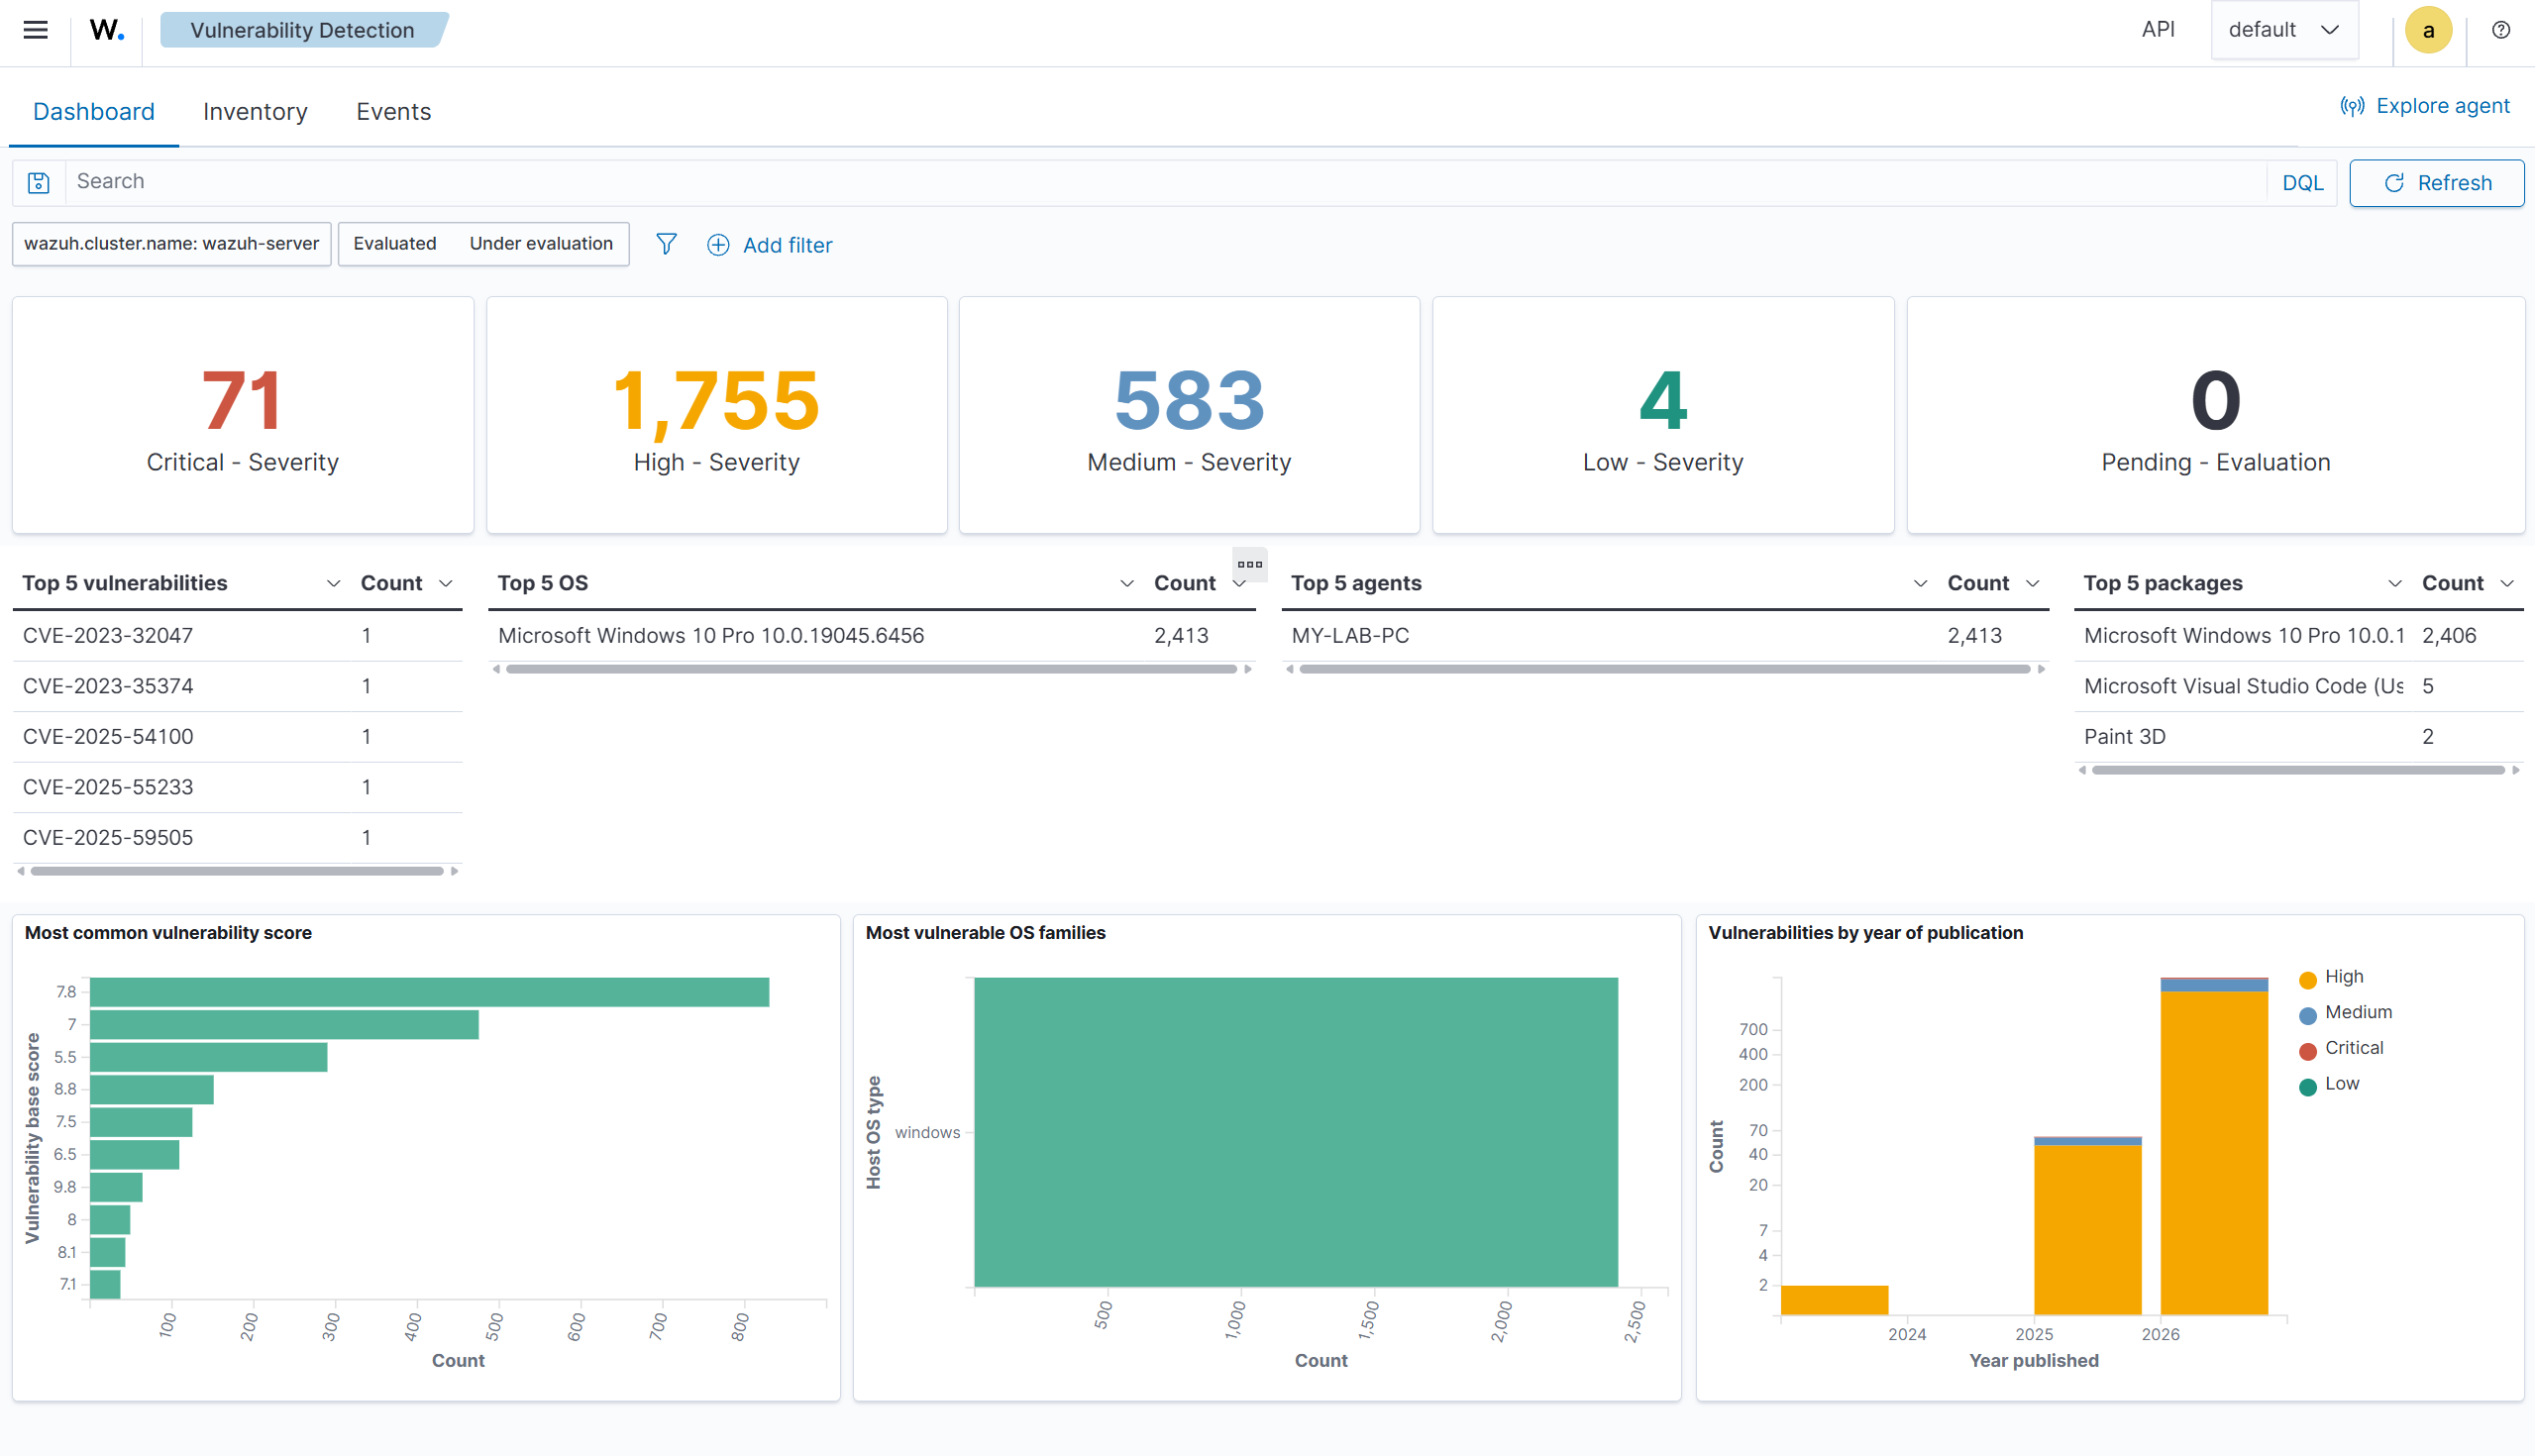 W.
Vulnerability Detection
API
default
a
Dashboard
Inventory
Events
Explore agent
Search
DQL
Refresh
wazuh.cluster.name: wazuh-server
Evaluated
Under evaluation
Add filter
71
Critical - Severity
1,755
High - Severity
583
Medium - Severity
4
Low - Severity
0
Pending - Evaluation
Top 5 vulnerabilities Count
CVE-2023-32047 1
CVE-2023-35374 1
CVE-2025-54100 1
CVE-2025-55233 1
CVE-2025-59505 1
Top 5 OS Count
Microsoft Windows 10 Pro 10.0.19045.6456 2,413
Top 5 agents Count
MY-LAB-PC 2,413
Top 5 packages Count
Microsoft Windows 10 Pro 10.0.1 2,406
Microsoft Visual Studio Code (Us 5
Paint 3D 2
Most common vulnerability score
Vulnerability base score
7.8
7
5.5
8.8
7.5
6.5
9.8
8
8.1
7.1
100 200 300 400 500 600 700 800
Count
Most vulnerable OS families
Host OS type
windows
500 1,000 1,500 2,000 2,500
Count
Vulnerabilities by year of publication
Count
700
400
200
70
40
20
7
4
2
2024 2025 2026
Year published
High
Medium
Critical
Low